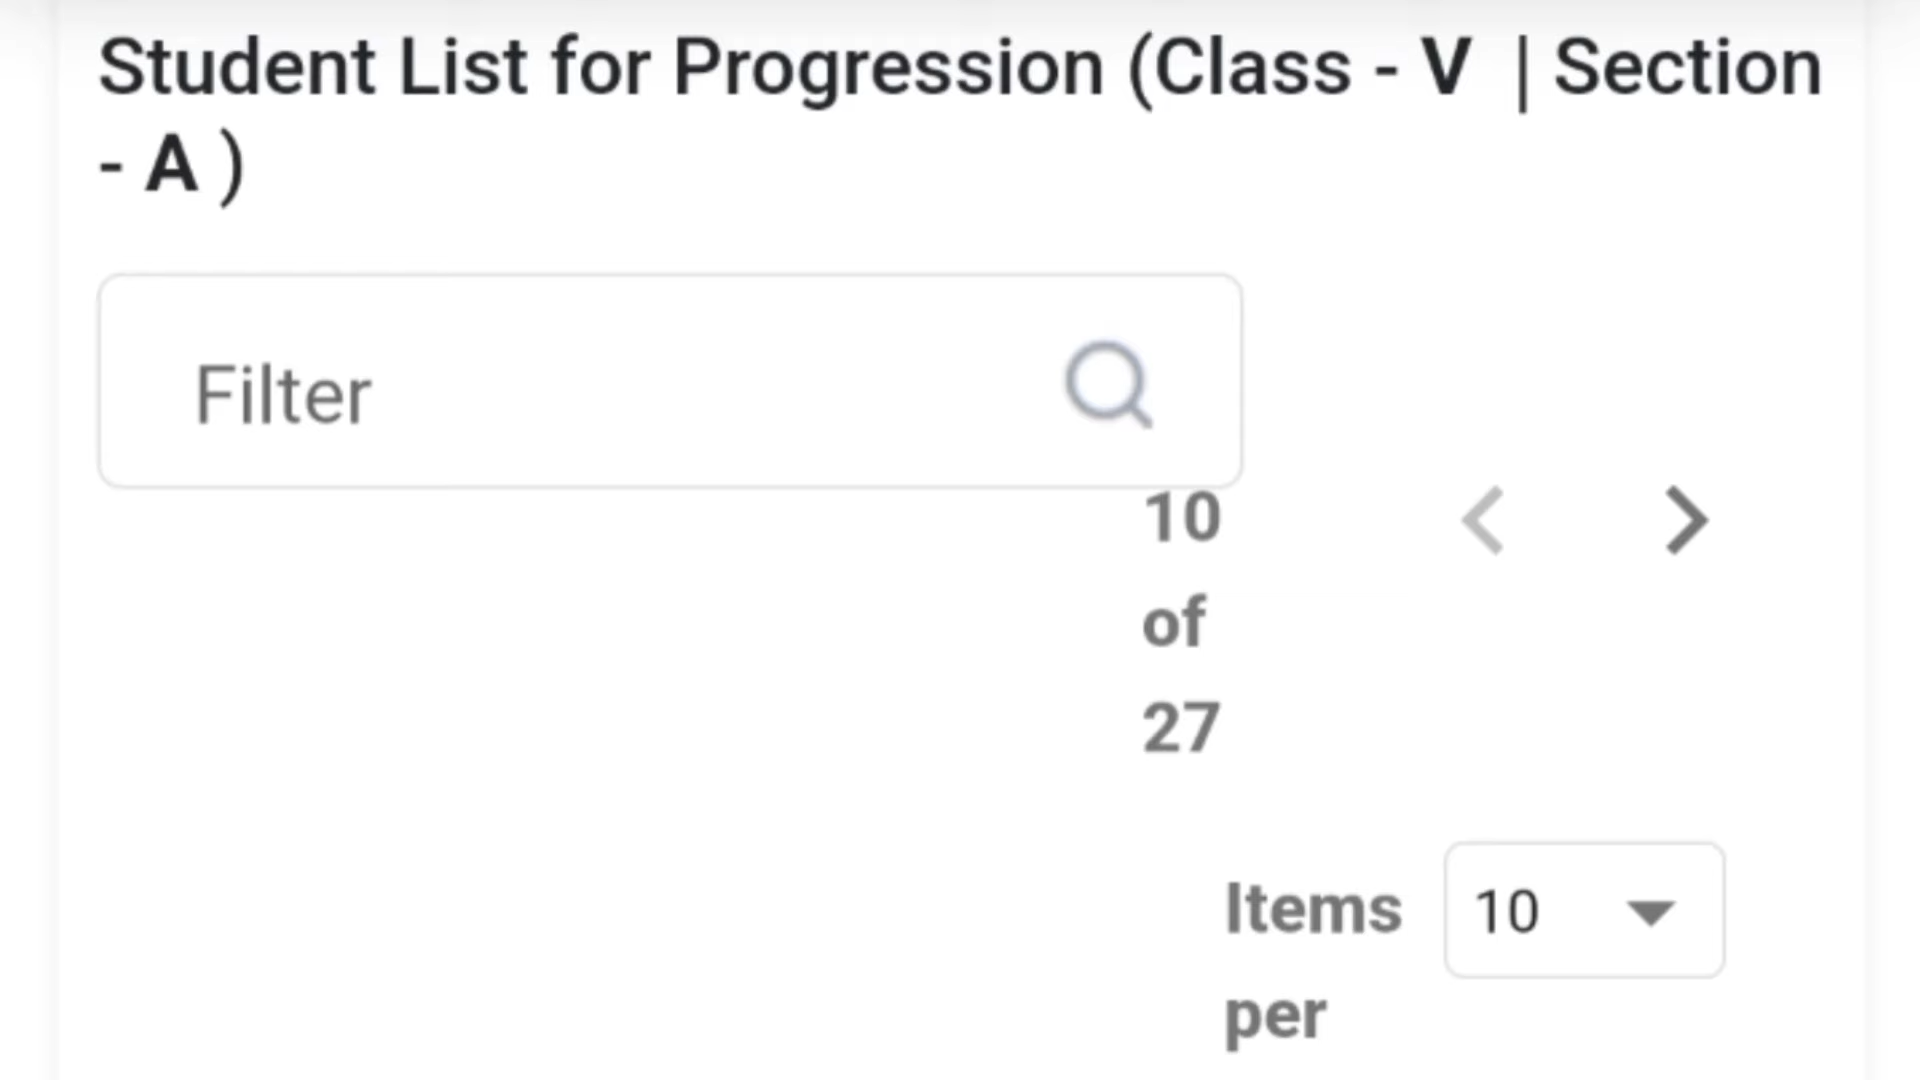 Student List for Progression (Class - V | Section
- A )
Filter
10
of
27
Items 10
per